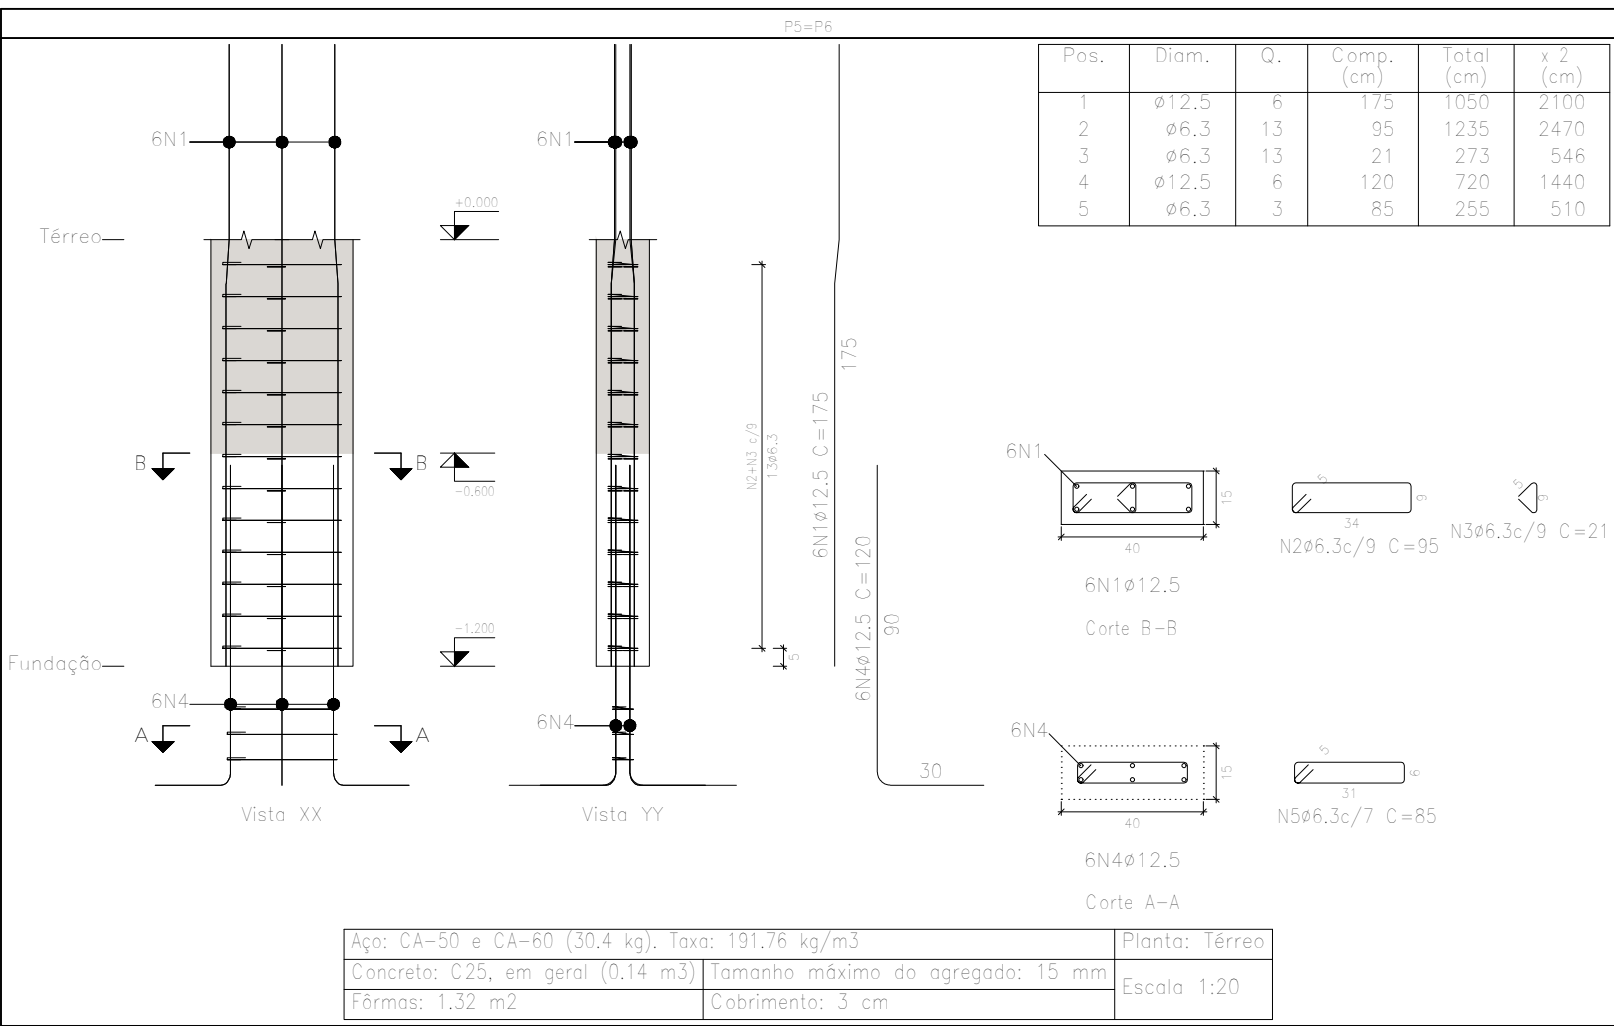 P5=P6
Pos. Diam. Q. Comp. (cm) Total (cm) x 2 (cm)
1 ø12.5 6 175 1050 2100
2 ø6.3 13 95 1235 2470
3 ø6.3 13 21 273 546
4 ø12.5 6 120 720 1440
5 ø6.3 3 85 255 510
6N1
6N1
+0.000
Térreo
B
B
-0.600
N2+N3 c/9
13ø6.3
175
6N1ø12.5 C=175
-1.200
Fundação
5
6N4
6N4
A
A
6N4ø12.5 C=120
90
30
Vista XX
Vista YY
6N1
15
40
6N1ø12.5
Corte B-B
5
9
34
N2ø6.3c/9 C=95
5
9
N3ø6.3c/9 C=21
6N4
15
40
6N4ø12.5
Corte A-A
5
6
31
N5ø6.3c/7 C=85
Aço: CA-50 e CA-60 (30.4 kg). Taxa: 191.76 kg/m3
Planta: Térreo
Concreto: C25, em geral (0.14 m3)
Tamanho máximo do agregado: 15 mm
Escala 1:20
Fôrmas: 1.32 m2
Cobrimento: 3 cm